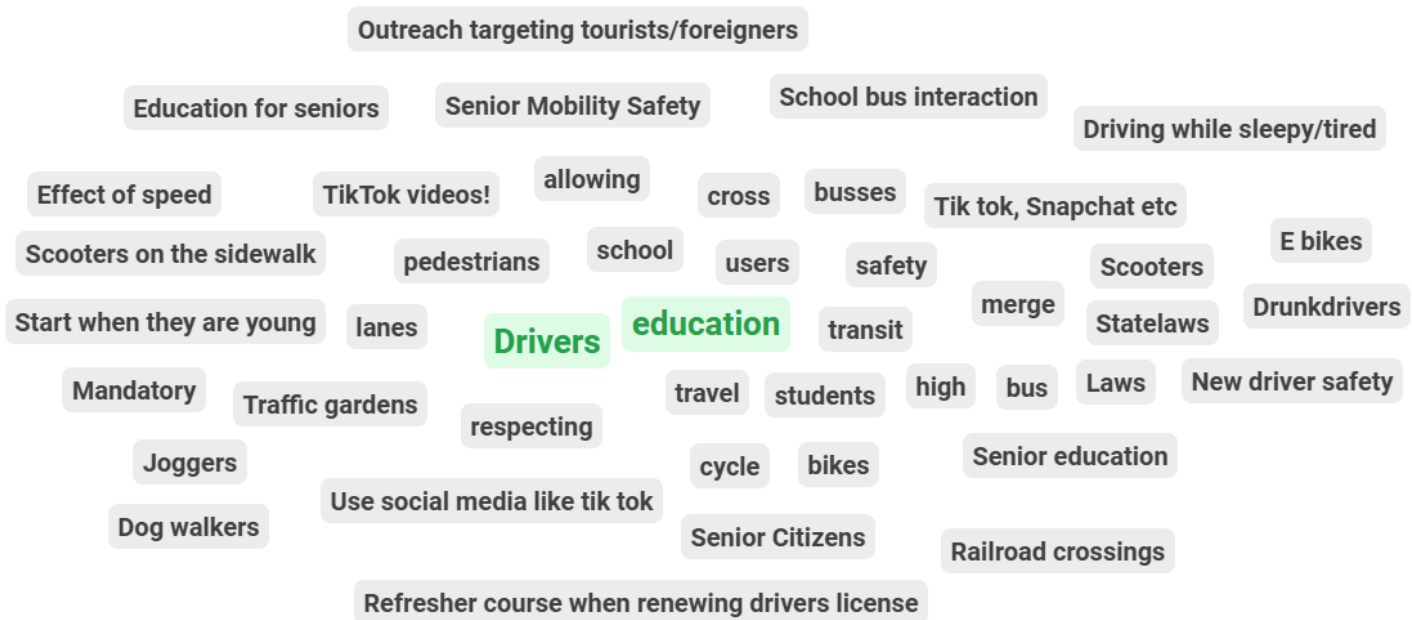 Outreach targeting tourists/foreigners
Education for seniors
Senior Mobility Safety
School bus interaction
Driving while sleepy/tired
Effect of speed
TikTok videos!
allowing
cross
busses
Tik tok, Snapchat etc
E bikes
Scooters on the sidewalk
pedestrians
school
users
safety
Scooters
Start when they are young
lanes
Drivers
education
transit
merge
Statelaws
Drunkdrivers
Mandatory
Traffic gardens
respecting
travel
students
high
bus
Laws
New driver safety
Joggers
cycle
bikes
Senior education
Dog walkers
Use social media like tik tok
Senior Citizens
Railroad crossings
Refresher course when renewing drivers license